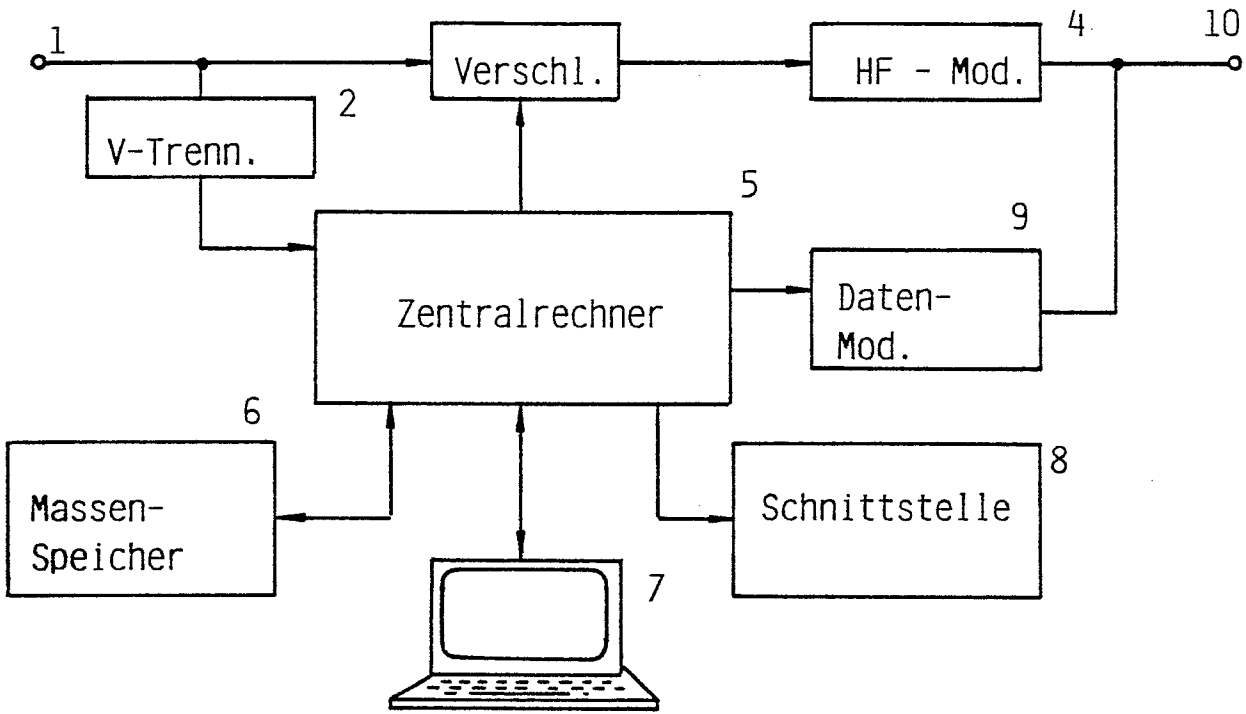 1
2
Verschl.
HF - Mod.
4
10
V-Trenn.
5
Zentralrechner
9
Daten-
Mod.
6
Massen-
Speicher
7
8
Schnittstelle